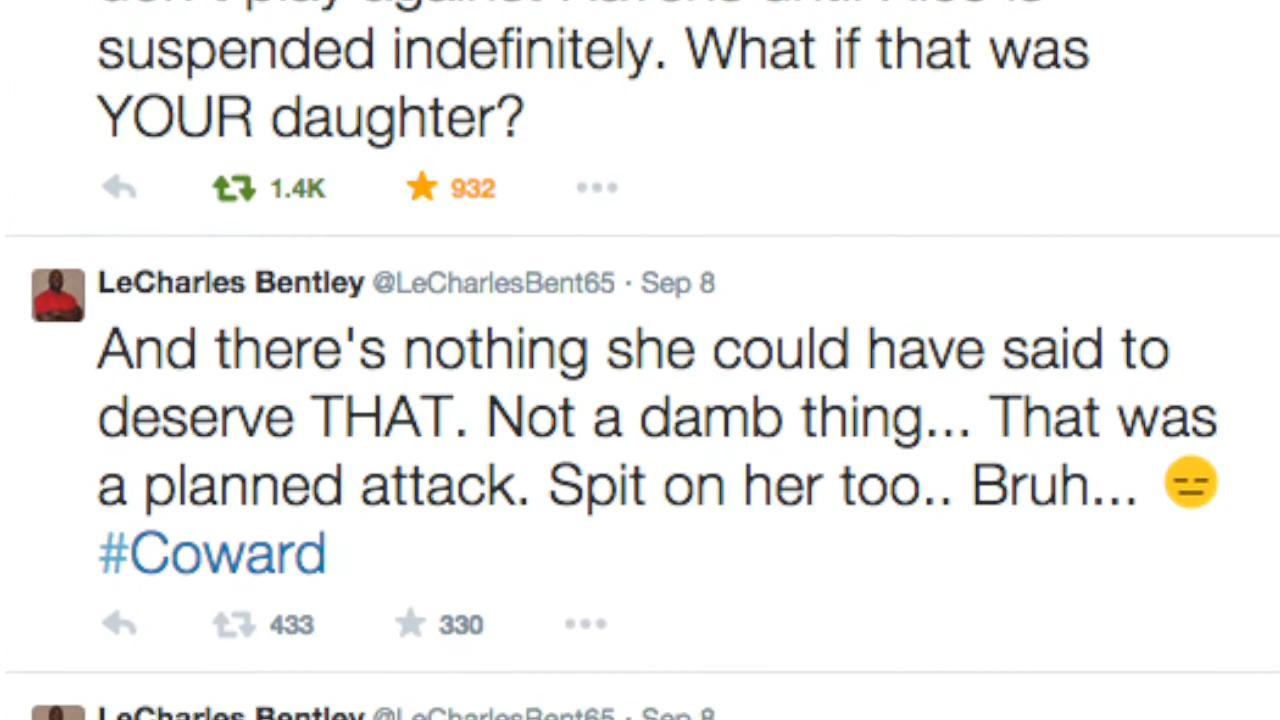 suspended indefinitely. What if that was
YOUR daughter?
1.4K 932
LeCharles Bentley @LeCharlesBent65 · Sep 8
And there's nothing she could have said to
deserve THAT. Not a damb thing... That was
a planned attack. Spit on her too.. Bruh... 😑
#Coward
433 330
LeCharles Bentley @LeCharlesBent65 · Sep 8